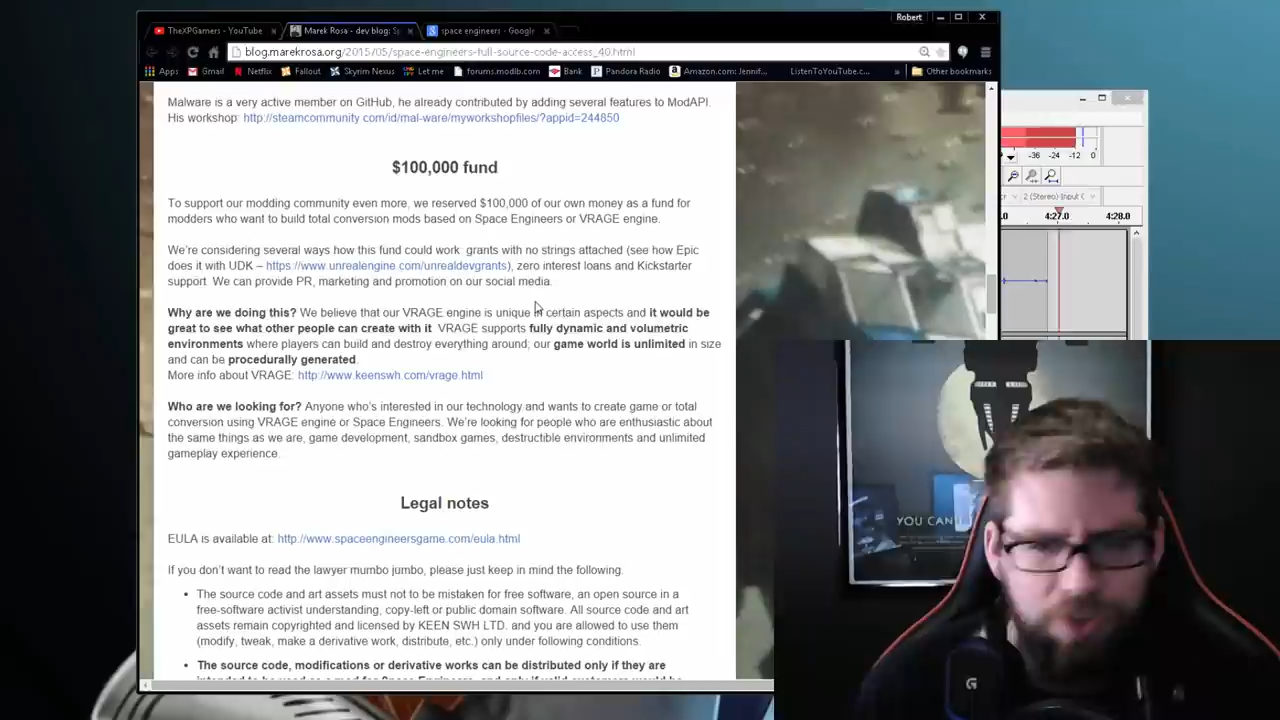 Robert
TheXPGamers - YouTube
Marek Rosa - dev blog: S
space engineers - Google
blog.marekrosa.org/2015/05/space-engineers-full-source-code-access_40.html
Apps Gmail Netflix Fallout Skyrim Nexus Let me forums.modlb.com Bank Pandora Radio Amazon.com: Jennif... ListenToYouTube.c... » Other bookmarks
Malware is a very active member on GitHub, he already contributed by adding several features to ModAPI.
His workshop: http://steamcommunity.com/id/mal-ware/myworkshopfiles/?appid=244850
$100,000 fund
To support our modding community even more, we reserved $100,000 of our own money as a fund for
modders who want to build total conversion mods based on Space Engineers or VRAGE engine.
We're considering several ways how this fund could work grants with no strings attached (see how Epic
does it with UDK – https://www.unrealengine.com/unrealdevgrants), zero interest loans and Kickstarter
support. We can provide PR, marketing and promotion on our social media.
Why are we doing this? We believe that our VRAGE engine is unique in certain aspects and it would be
great to see what other people can create with it VRAGE supports fully dynamic and volumetric
environments where players can build and destroy everything around; our game world is unlimited in size
and can be procedurally generated.
More info about VRAGE: http://www.keenswh.com/vrage.html
Who are we looking for? Anyone who's interested in our technology and wants to create game or total
conversion using VRAGE engine or Space Engineers. We're looking for people who are enthusiastic about
the same things as we are, game development, sandbox games, destructible environments and unlimited
gameplay experience.
Legal notes
EULA is available at: http://www.spaceengineersgame.com/eula.html
If you don't want to read the lawyer mumbo jumbo, please just keep in mind the following.
• The source code and art assets must not to be mistaken for free software, an open source in a
free-software activist understanding, copy-left or public domain software. All source code and art
assets remain copyrighted and licensed by KEEN SWH LTD. and you are allowed to use them
(modify, tweak, make a derivative work, distribute, etc.) only under following conditions.
• The source code, modifications or derivative works can be distributed only if they are
-36 -24 -12 0
2 (Stereo) Input (
4:27.0 4:28.0
YOU CAN
G